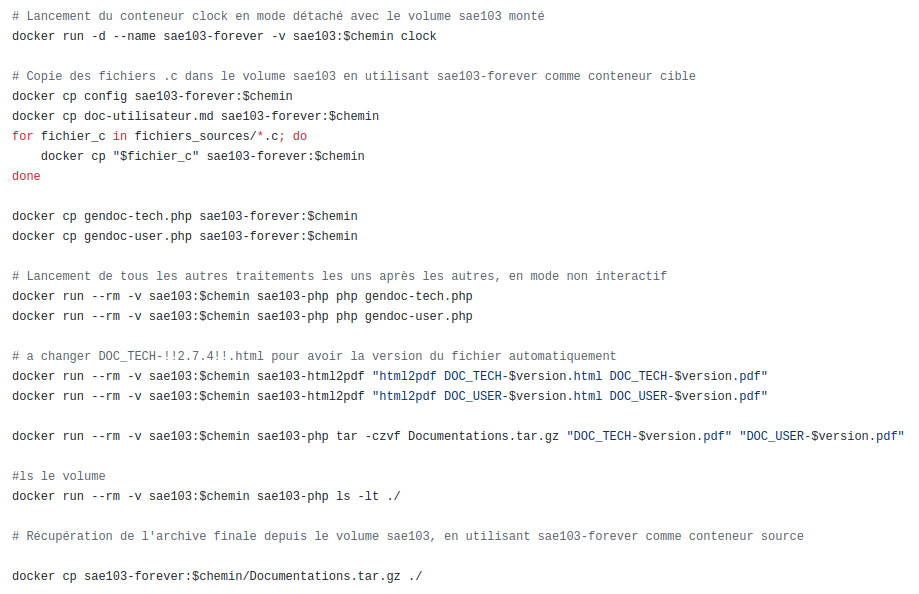 # Lancement du conteneur clock en mode détaché avec le volume sae103 monté
docker run -d --name sae103-forever -v sae103:$chemin clock
# Copie des fichiers .c dans le volume sae103 en utilisant sae103-forever comme conteneur cible
docker cp config sae103-forever:$chemin
docker cp doc-utilisateur.md sae103-forever:$chemin
for fichier_c in fichiers_sources/*.c; do
    docker cp "$fichier_c" sae103-forever:$chemin
done
docker cp gendoc-tech.php sae103-forever:$chemin
docker cp gendoc-user.php sae103-forever:$chemin
# Lancement de tous les autres traitements les uns après les autres, en mode non interactif
docker run --rm -v sae103:$chemin sae103-php php gendoc-tech.php
docker run --rm -v sae103:$chemin sae103-php php gendoc-user.php
# a changer DOC_TECH-!!2.7.4!!.html pour avoir la version du fichier automatiquement
docker run --rm -v sae103:$chemin sae103-html2pdf "html2pdf DOC_TECH-$version.html DOC_TECH-$version.pdf"
docker run --rm -v sae103:$chemin sae103-html2pdf "html2pdf DOC_USER-$version.html DOC_USER-$version.pdf"
docker run --rm -v sae103:$chemin sae103-php tar -czvf Documentations.tar.gz "DOC_TECH-$version.pdf" "DOC_USER-$version.pdf"
#ls le volume
docker run --rm -v sae103:$chemin sae103-php ls -lt ./
# Récupération de l'archive finale depuis le volume sae103, en utilisant sae103-forever comme conteneur source
docker cp sae103-forever:$chemin/Documentations.tar.gz ./